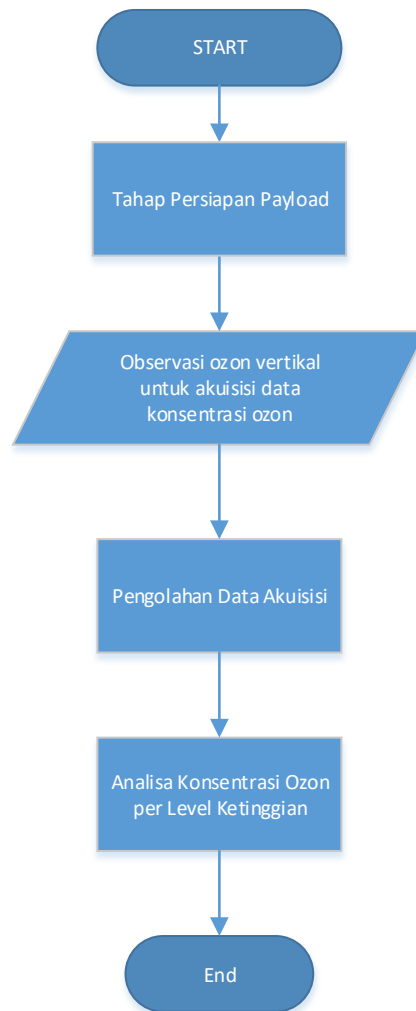 START
Tahap Persiapan Payload
Observasi ozon vertikal
untuk akuisisi data
konsentrasi ozon
Pengolahan Data Akuisisi
Analisa Konsentrasi Ozon
per Level Ketinggian
End